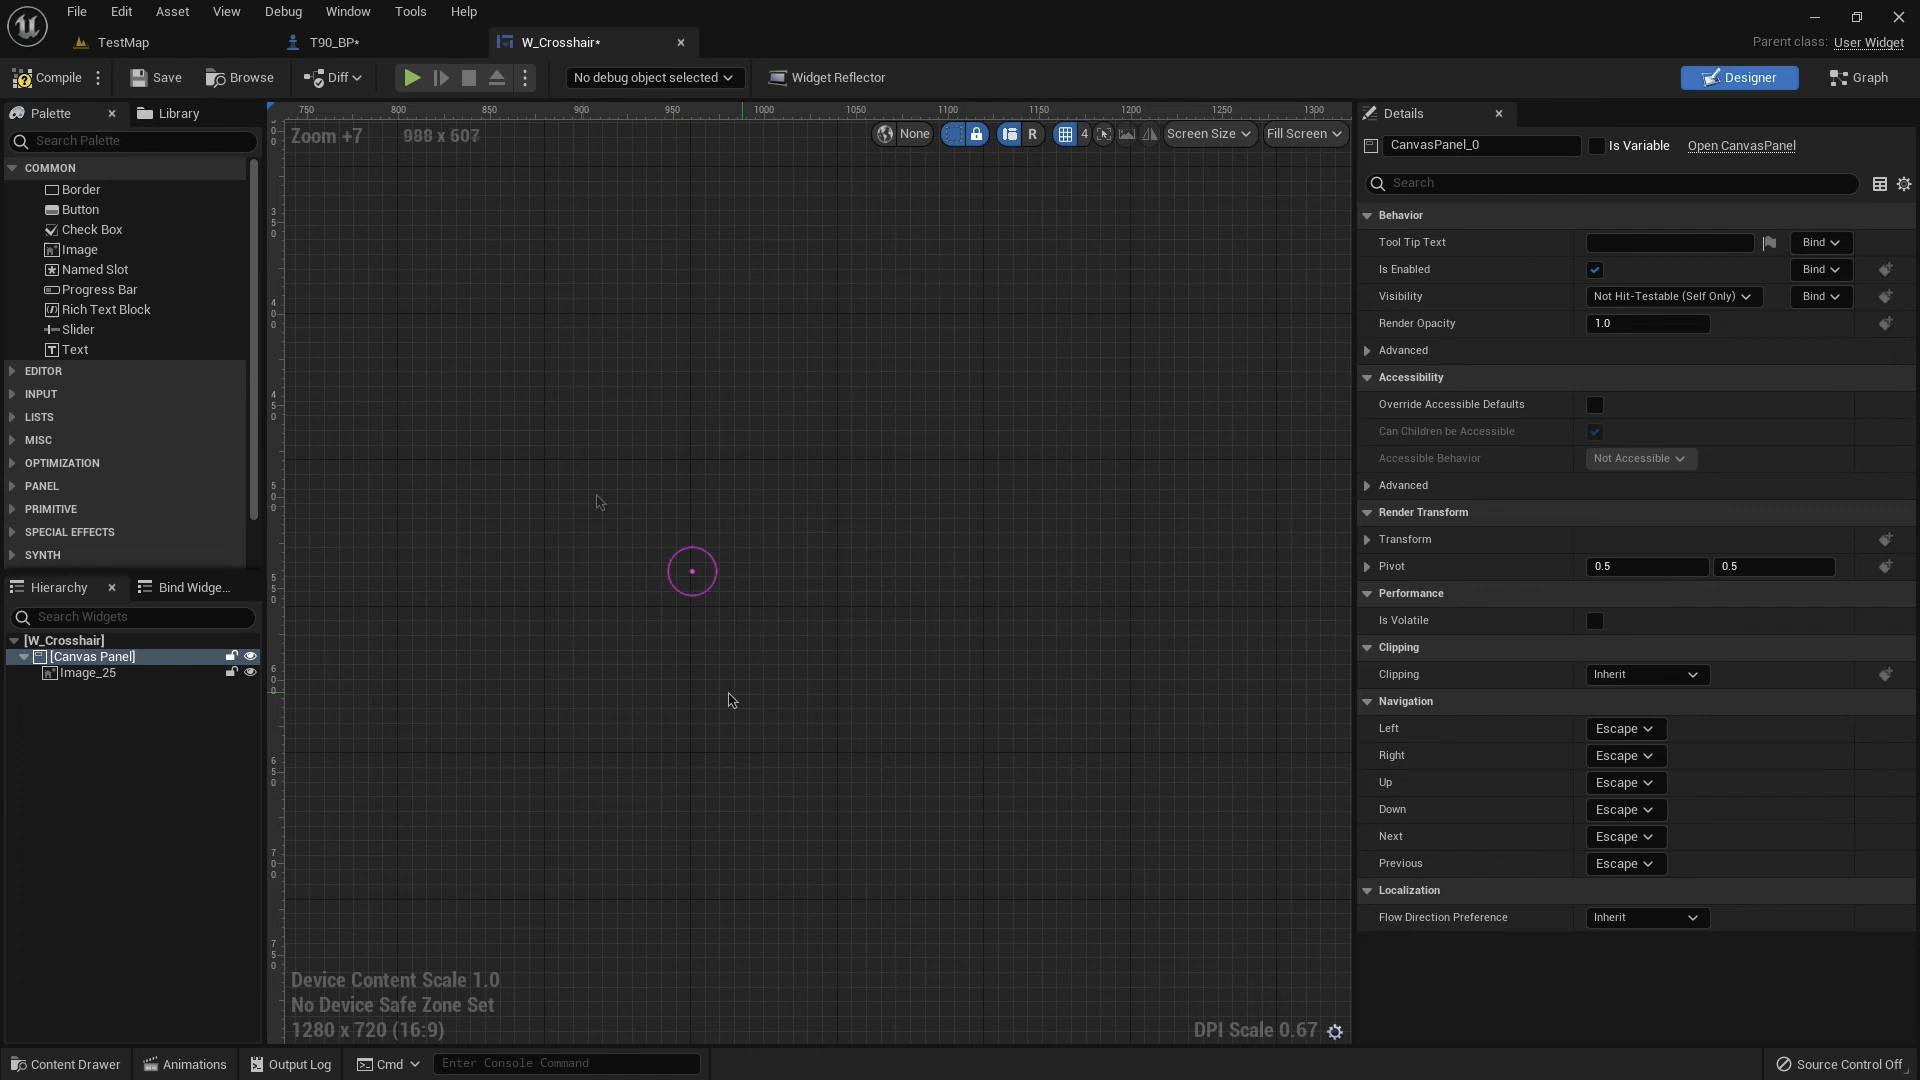 File Edit Asset View Debug Window Tools Help
TestMap T90_BP* W_Crosshair*
Parent class: User Widget
Compile Save Browse Diff No debug object selected Widget Reflector Designer Graph
Palette Library
Search Palette
COMMON
Border
Button
Check Box
Image
Named Slot
Progress Bar
Rich Text Block
Slider
Text
EDITOR
INPUT
LISTS
MISC
OPTIMIZATION
PANEL
PRIMITIVE
SPECIAL EFFECTS
SYNTH
Hierarchy Bind Widge...
Search Widgets
[W_Crosshair]
[Canvas Panel]
Image_25
750 800 850 900 950 1000 1050 1100 1150 1200 1250 1300
Zoom +7 988 x 607
None R 4 Screen Size Fill Screen
350
400
450
500
550
600
650
700
750
Device Content Scale 1.0
No Device Safe Zone Set
1280 x 720 (16:9)
DPI Scale 0.67
Details
CanvasPanel_0 Is Variable Open CanvasPanel
Search
Behavior
Tool Tip Text Bind
Is Enabled Bind
Visibility Not Hit-Testable (Self Only) Bind
Render Opacity 1.0
Advanced
Accessibility
Override Accessible Defaults
Can Children be Accessible
Accessible Behavior Not Accessible
Advanced
Render Transform
Transform
Pivot 0.5 0.5
Performance
Is Volatile
Clipping
Clipping Inherit
Navigation
Left Escape
Right Escape
Up Escape
Down Escape
Next Escape
Previous Escape
Localization
Flow Direction Preference Inherit
Content Drawer Animations Output Log Cmd Enter Console Command Source Control Off